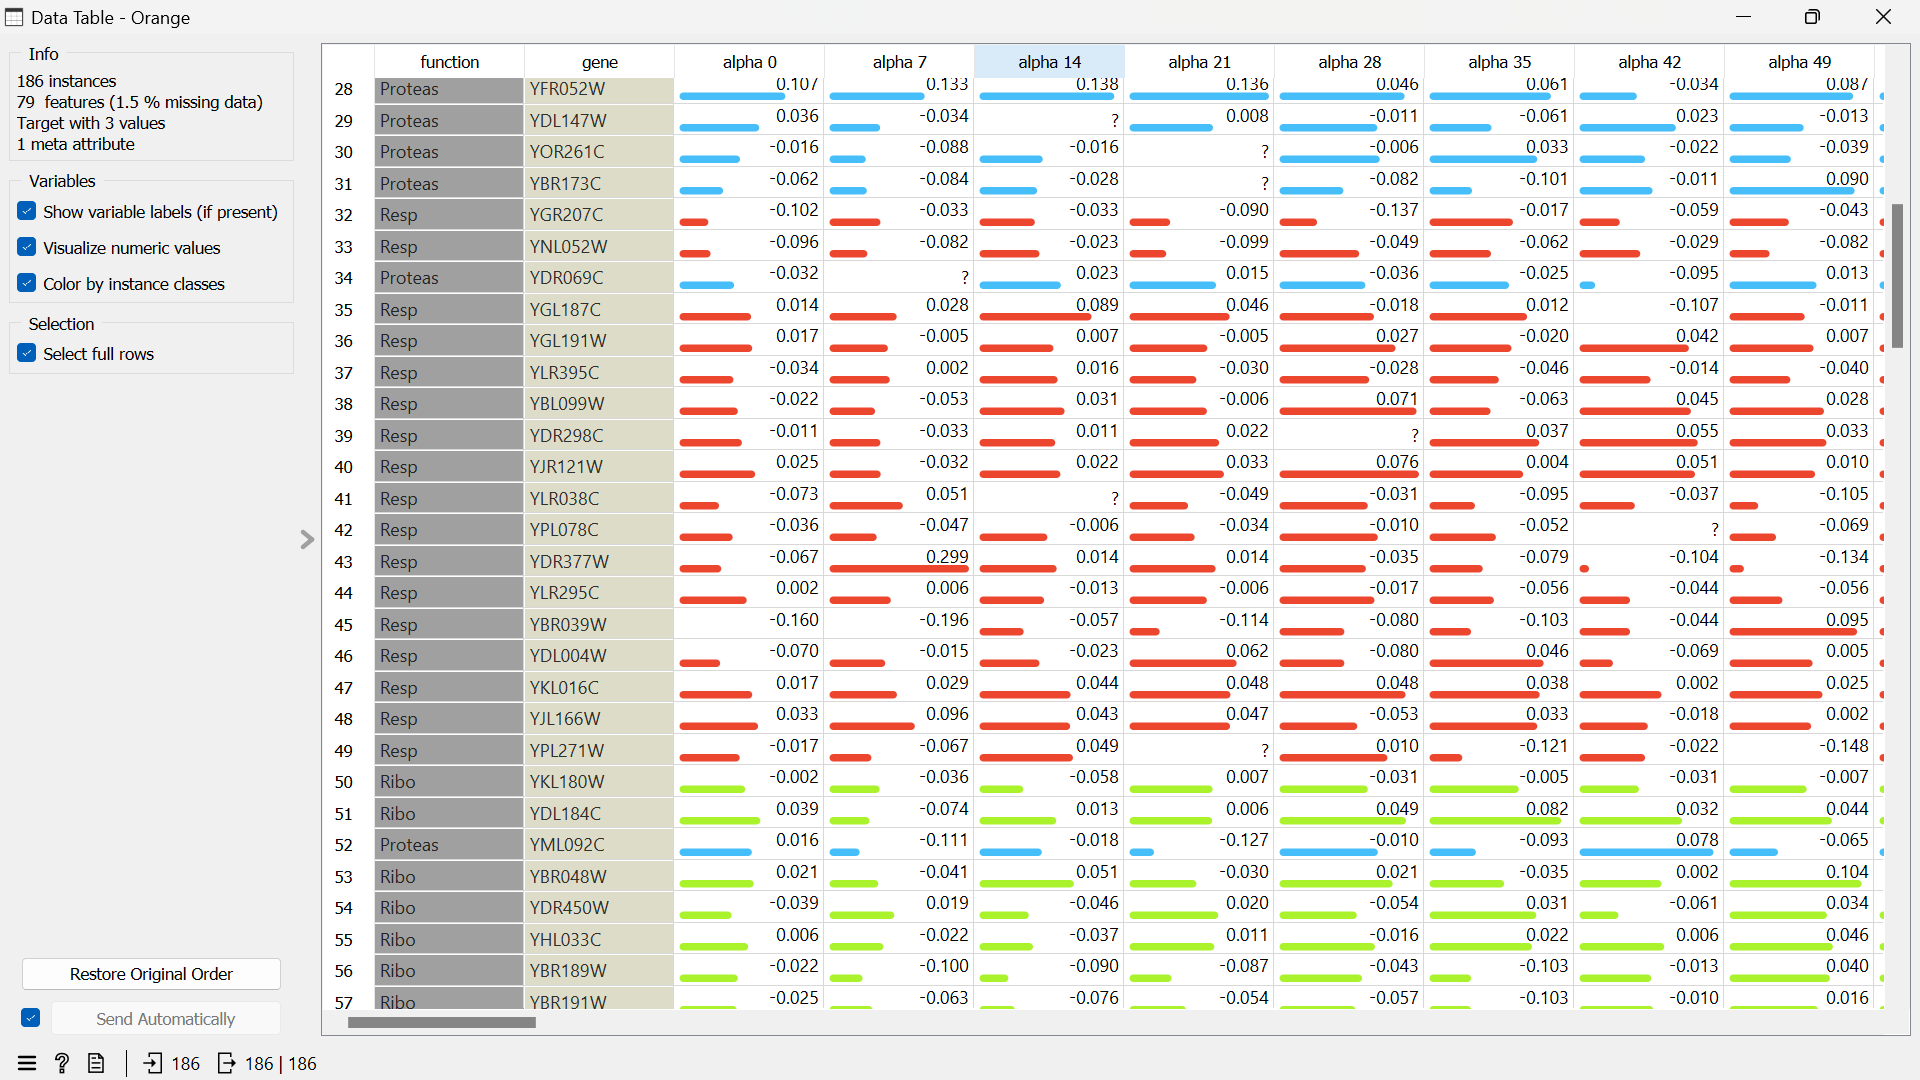 Data Table - Orange
Info
186 instances
79  features (1.5 % missing data)
Target with 3 values
1 meta attribute
Variables
Show variable labels (if present)
Visualize numeric values
Color by instance classes
Selection
Select full rows
Restore Original Order
Send Automatically
186
186 | 186
function gene alpha 0 alpha 7 alpha 14 alpha 21 alpha 28 alpha 35 alpha 42 alpha 49
28 Proteas YFR052W 0.107 0.133 0.138 0.136 0.046 0.061 -0.034 0.087
29 Proteas YDL147W 0.036 -0.034 ? 0.008 -0.011 -0.061 0.023 -0.013
30 Proteas YOR261C -0.016 -0.088 -0.016 ? -0.006 0.033 -0.022 -0.039
31 Proteas YBR173C -0.062 -0.084 -0.028 ? -0.082 -0.101 -0.011 0.090
32 Resp YGR207C -0.102 -0.033 -0.033 -0.090 -0.137 -0.017 -0.059 -0.043
33 Resp YNL052W -0.096 -0.082 -0.023 -0.099 -0.049 -0.062 -0.029 -0.082
34 Proteas YDR069C -0.032 ? 0.023 0.015 -0.036 -0.025 -0.095 0.013
35 Resp YGL187C 0.014 0.028 0.089 0.046 -0.018 0.012 -0.107 -0.011
36 Resp YGL191W 0.017 -0.005 0.007 -0.005 0.027 -0.020 0.042 0.007
37 Resp YLR395C -0.034 0.002 0.016 -0.030 -0.028 -0.046 -0.014 -0.040
38 Resp YBL099W -0.022 -0.053 0.031 -0.006 0.071 -0.063 0.045 0.028
39 Resp YDR298C -0.011 -0.033 0.011 0.022 ? 0.037 0.055 0.033
40 Resp YJR121W 0.025 -0.032 0.022 0.033 0.076 0.004 0.051 0.010
41 Resp YLR038C -0.073 0.051 ? -0.049 -0.031 -0.095 -0.037 -0.105
42 Resp YPL078C -0.036 -0.047 -0.006 -0.034 -0.010 -0.052 ? -0.069
43 Resp YDR377W -0.067 0.299 0.014 0.014 -0.035 -0.079 -0.104 -0.134
44 Resp YLR295C 0.002 0.006 -0.013 -0.006 -0.017 -0.056 -0.044 -0.056
45 Resp YBR039W -0.160 -0.196 -0.057 -0.114 -0.080 -0.103 -0.044 0.095
46 Resp YDL004W -0.070 -0.015 -0.023 0.062 -0.080 0.046 -0.069 0.005
47 Resp YKL016C 0.017 0.029 0.044 0.048 0.048 0.038 0.002 0.025
48 Resp YJL166W 0.033 0.096 0.043 0.047 -0.053 0.033 -0.018 0.002
49 Resp YPL271W -0.017 -0.067 0.049 ? 0.010 -0.121 -0.022 -0.148
50 Ribo YKL180W -0.002 -0.036 -0.058 0.007 -0.031 -0.005 -0.031 -0.007
51 Ribo YDL184C 0.039 -0.074 0.013 0.006 0.049 0.082 0.032 0.044
52 Proteas YML092C 0.016 -0.111 -0.018 -0.127 -0.010 -0.093 0.078 -0.065
53 Ribo YBR048W 0.021 -0.041 0.051 -0.030 0.021 -0.035 0.002 0.104
54 Ribo YDR450W -0.039 0.019 -0.046 0.020 -0.054 0.031 -0.061 0.034
55 Ribo YHL033C 0.006 -0.022 -0.037 0.011 -0.016 0.022 0.006 0.046
56 Ribo YBR189W -0.022 -0.100 -0.090 -0.087 -0.043 -0.103 -0.013 0.040
57 Ribo YBR191W -0.025 -0.063 -0.076 -0.054 -0.057 -0.103 -0.010 0.016